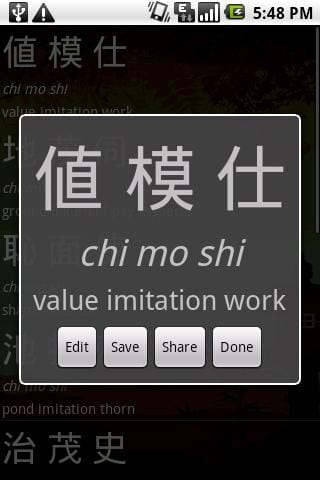 5:48 PM
値 模 仕
chi mo shi
value imitation work
値 模 仕
chi mo shi
value imitation work
Edit Save Share Done
chi mo shi
pond imitation thorn
治 茂 史